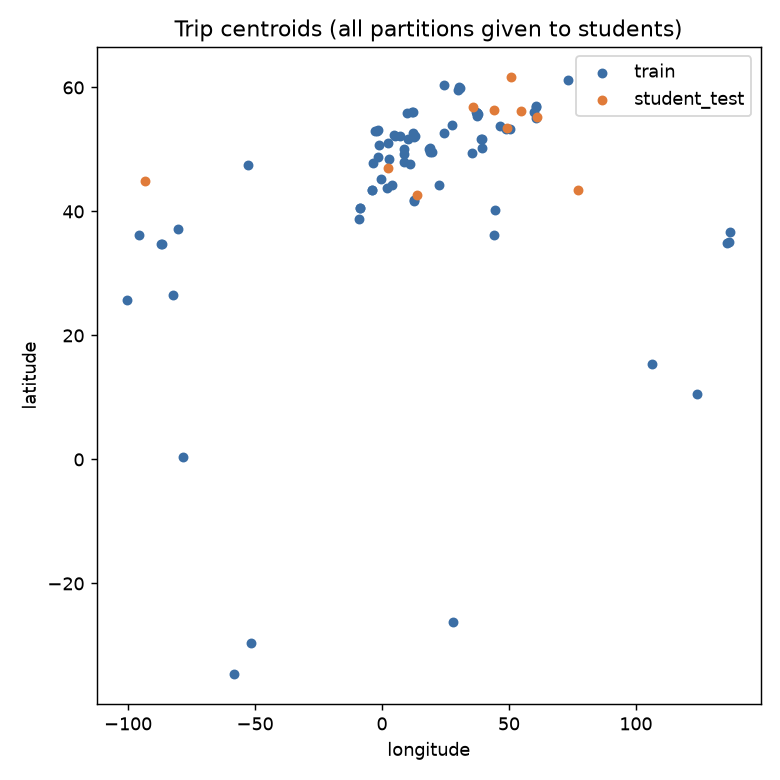 Trip centroids (all partitions given to students)
train
student_test
60
40
20
0
−20
latitude
−100
−50
0
50
100
longitude